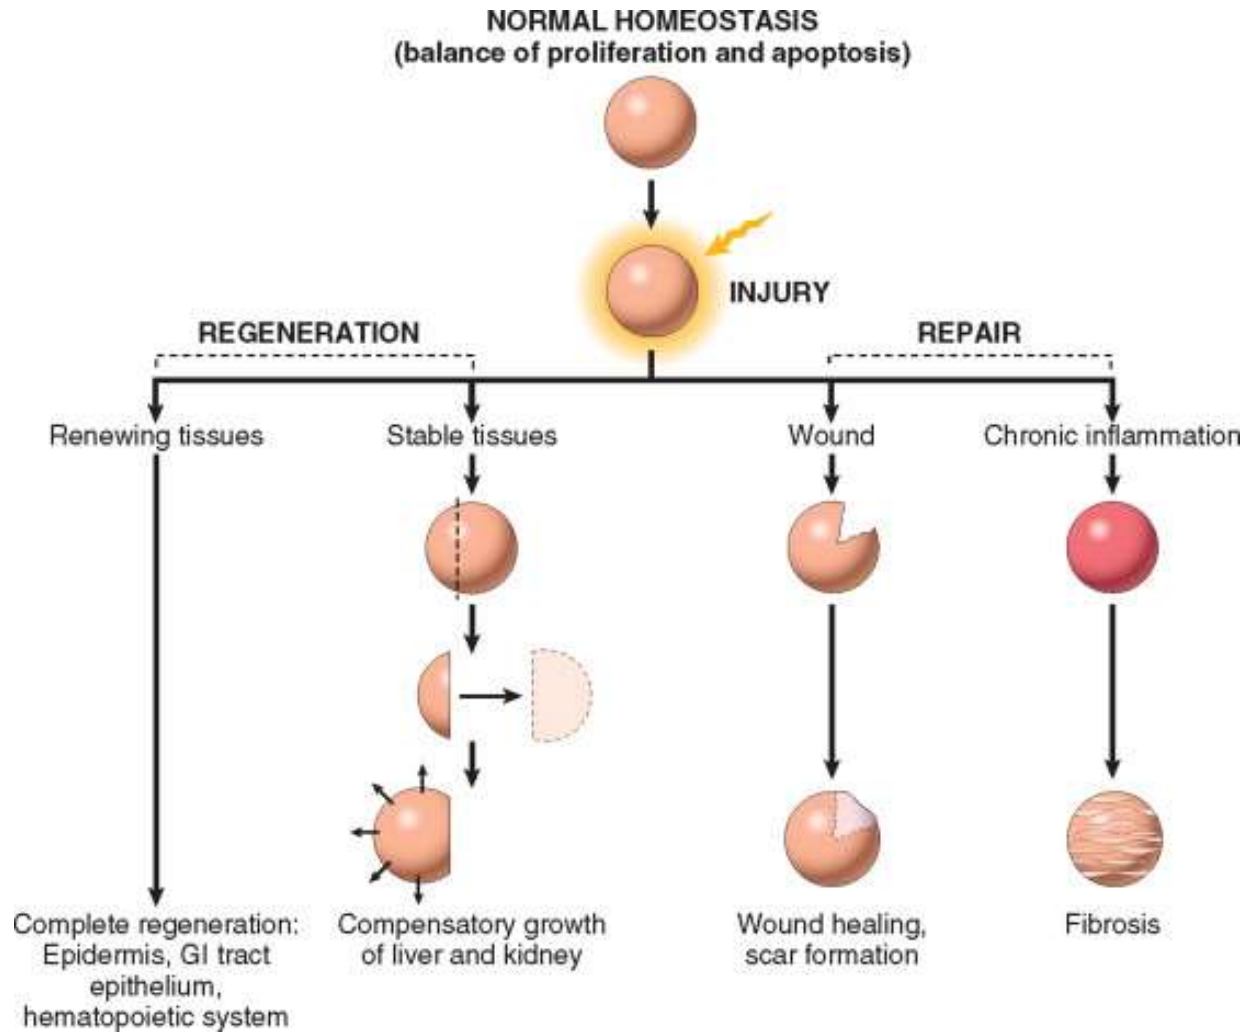 NORMAL HOMEOSTASIS
(balance of proliferation and apoptosis)
INJURY
REGENERATION
REPAIR
Renewing tissues
Stable tissues
Wound
Chronic inflammation
Complete regeneration:
Epidermis, GI tract
epithelium,
hematopoietic system
Compensatory growth
of liver and kidney
Wound healing,
scar formation
Fibrosis